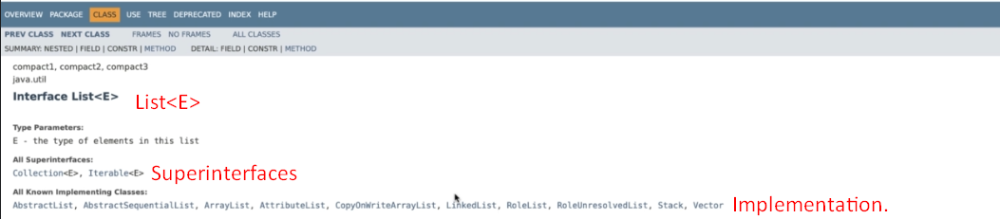 OVERVIEW PACKAGE CLASS USE TREE DEPRECATED INDEX HELP
PREV CLASS NEXT CLASS FRAMES NO FRAMES ALL CLASSES
SUMMARY: NESTED | FIELD | CONSTR | METHOD DETAIL: FIELD | CONSTR | METHOD
compact1, compact2, compact3
java.util
Interface List<E> List<E>
Type Parameters:
E - the type of elements in this list
All Superinterfaces:
Collection<E>, Iterable<E> Superinterfaces
All Known Implementing Classes:
AbstractList, AbstractSequentialList, ArrayList, AttributeList, CopyOnWriteArrayList, LinkedList, RoleList, RoleUnresolvedList, Stack, Vector Implementation.